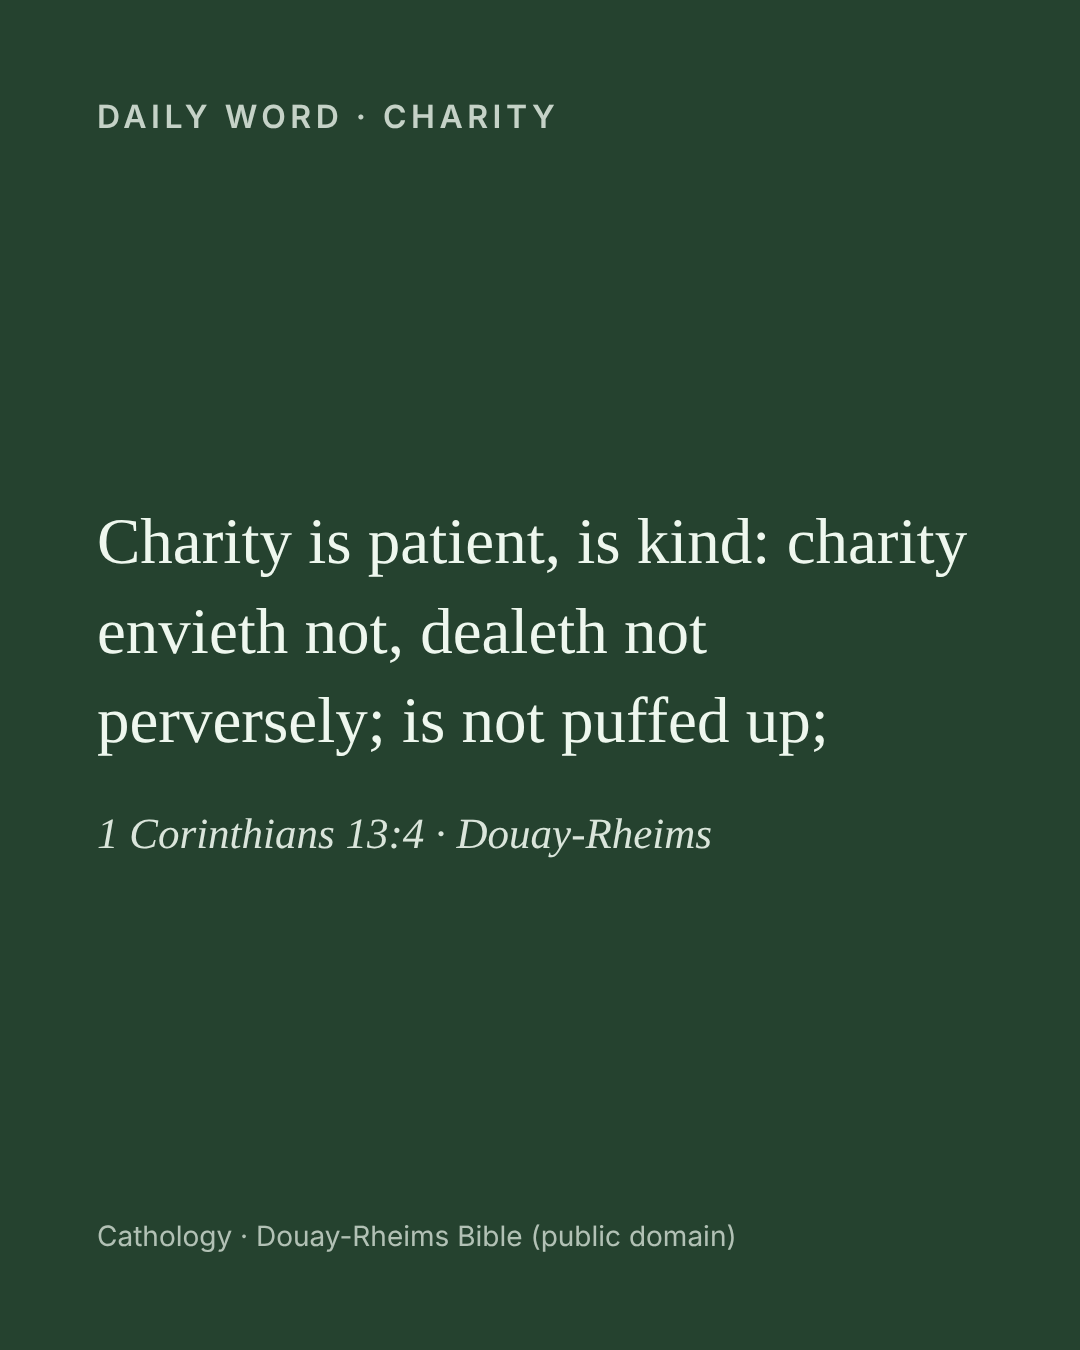 DAILY WORD · CHARITY
Charity is patient, is kind: charity
envieth not, dealeth not
perversely; is not puffed up;
1 Corinthians 13:4 · Douay-Rheims
Cathology · Douay-Rheims Bible (public domain)